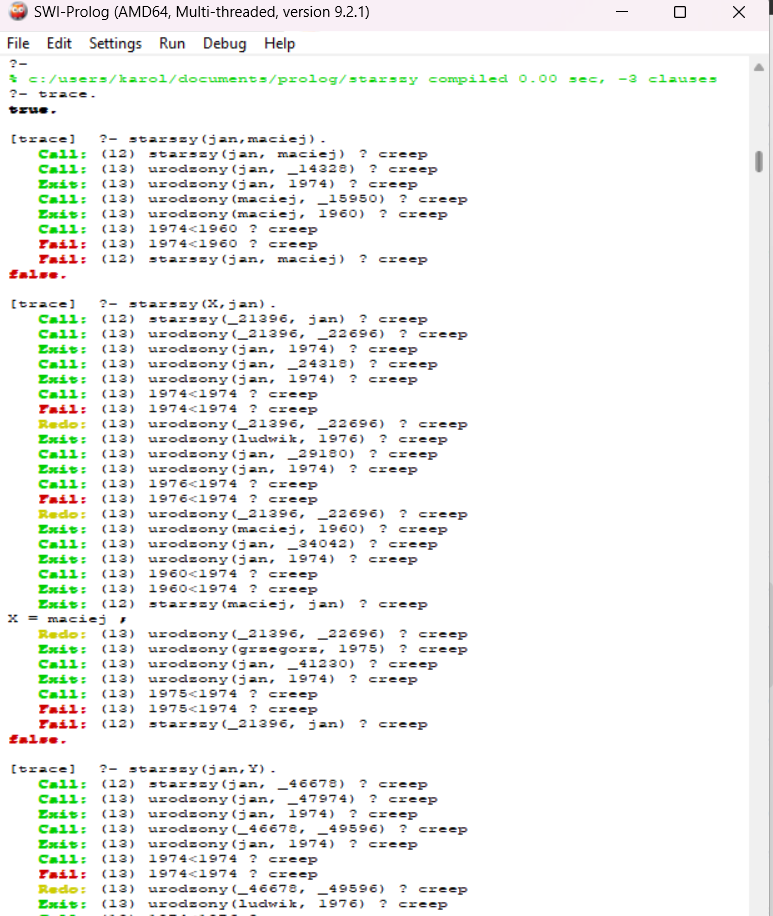 SWI-Prolog (AMD64, Multi-threaded, version 9.2.1)
File Edit Settings Run Debug Help
?-
% c:/users/karol/documents/prolog/starszy compiled 0.00 sec, -3 clauses
?- trace.
true.
[trace]  ?- starszy(jan,maciej).
Call: (12) starszy(jan, maciej) ? creep
Call: (13) urodzony(jan, _14328) ? creep
Exit: (13) urodzony(jan, 1974) ? creep
Call: (13) urodzony(maciej, _15950) ? creep
Exit: (13) urodzony(maciej, 1960) ? creep
Call: (13) 1974<1960 ? creep
Fail: (13) 1974<1960 ? creep
Fail: (12) starszy(jan, maciej) ? creep
false.
[trace]  ?- starszy(X,jan).
Call: (12) starszy(_21396, jan) ? creep
Call: (13) urodzony(_21396, _22696) ? creep
Exit: (13) urodzony(jan, 1974) ? creep
Call: (13) urodzony(jan, _24318) ? creep
Exit: (13) urodzony(jan, 1974) ? creep
Call: (13) 1974<1974 ? creep
Fail: (13) 1974<1974 ? creep
Redo: (13) urodzony(_21396, _22696) ? creep
Exit: (13) urodzony(ludwik, 1976) ? creep
Call: (13) urodzony(jan, _29180) ? creep
Exit: (13) urodzony(jan, 1974) ? creep
Call: (13) 1976<1974 ? creep
Fail: (13) 1976<1974 ? creep
Redo: (13) urodzony(_21396, _22696) ? creep
Exit: (13) urodzony(maciej, 1960) ? creep
Call: (13) urodzony(jan, _34042) ? creep
Exit: (13) urodzony(jan, 1974) ? creep
Call: (13) 1960<1974 ? creep
Exit: (13) 1960<1974 ? creep
Exit: (12) starszy(maciej, jan) ? creep
X = maciej ;
Redo: (13) urodzony(_21396, _22696) ? creep
Exit: (13) urodzony(grzegorz, 1975) ? creep
Call: (13) urodzony(jan, _41230) ? creep
Exit: (13) urodzony(jan, 1974) ? creep
Call: (13) 1975<1974 ? creep
Fail: (13) 1975<1974 ? creep
Fail: (12) starszy(_21396, jan) ? creep
false.
[trace]  ?- starszy(jan,Y).
Call: (12) starszy(jan, _46678) ? creep
Call: (13) urodzony(jan, _47974) ? creep
Exit: (13) urodzony(jan, 1974) ? creep
Call: (13) urodzony(_46678, _49596) ? creep
Exit: (13) urodzony(jan, 1974) ? creep
Call: (13) 1974<1974 ? creep
Fail: (13) 1974<1974 ? creep
Redo: (13) urodzony(_46678, _49596) ? creep
Exit: (13) urodzony(ludwik, 1976) ? creep